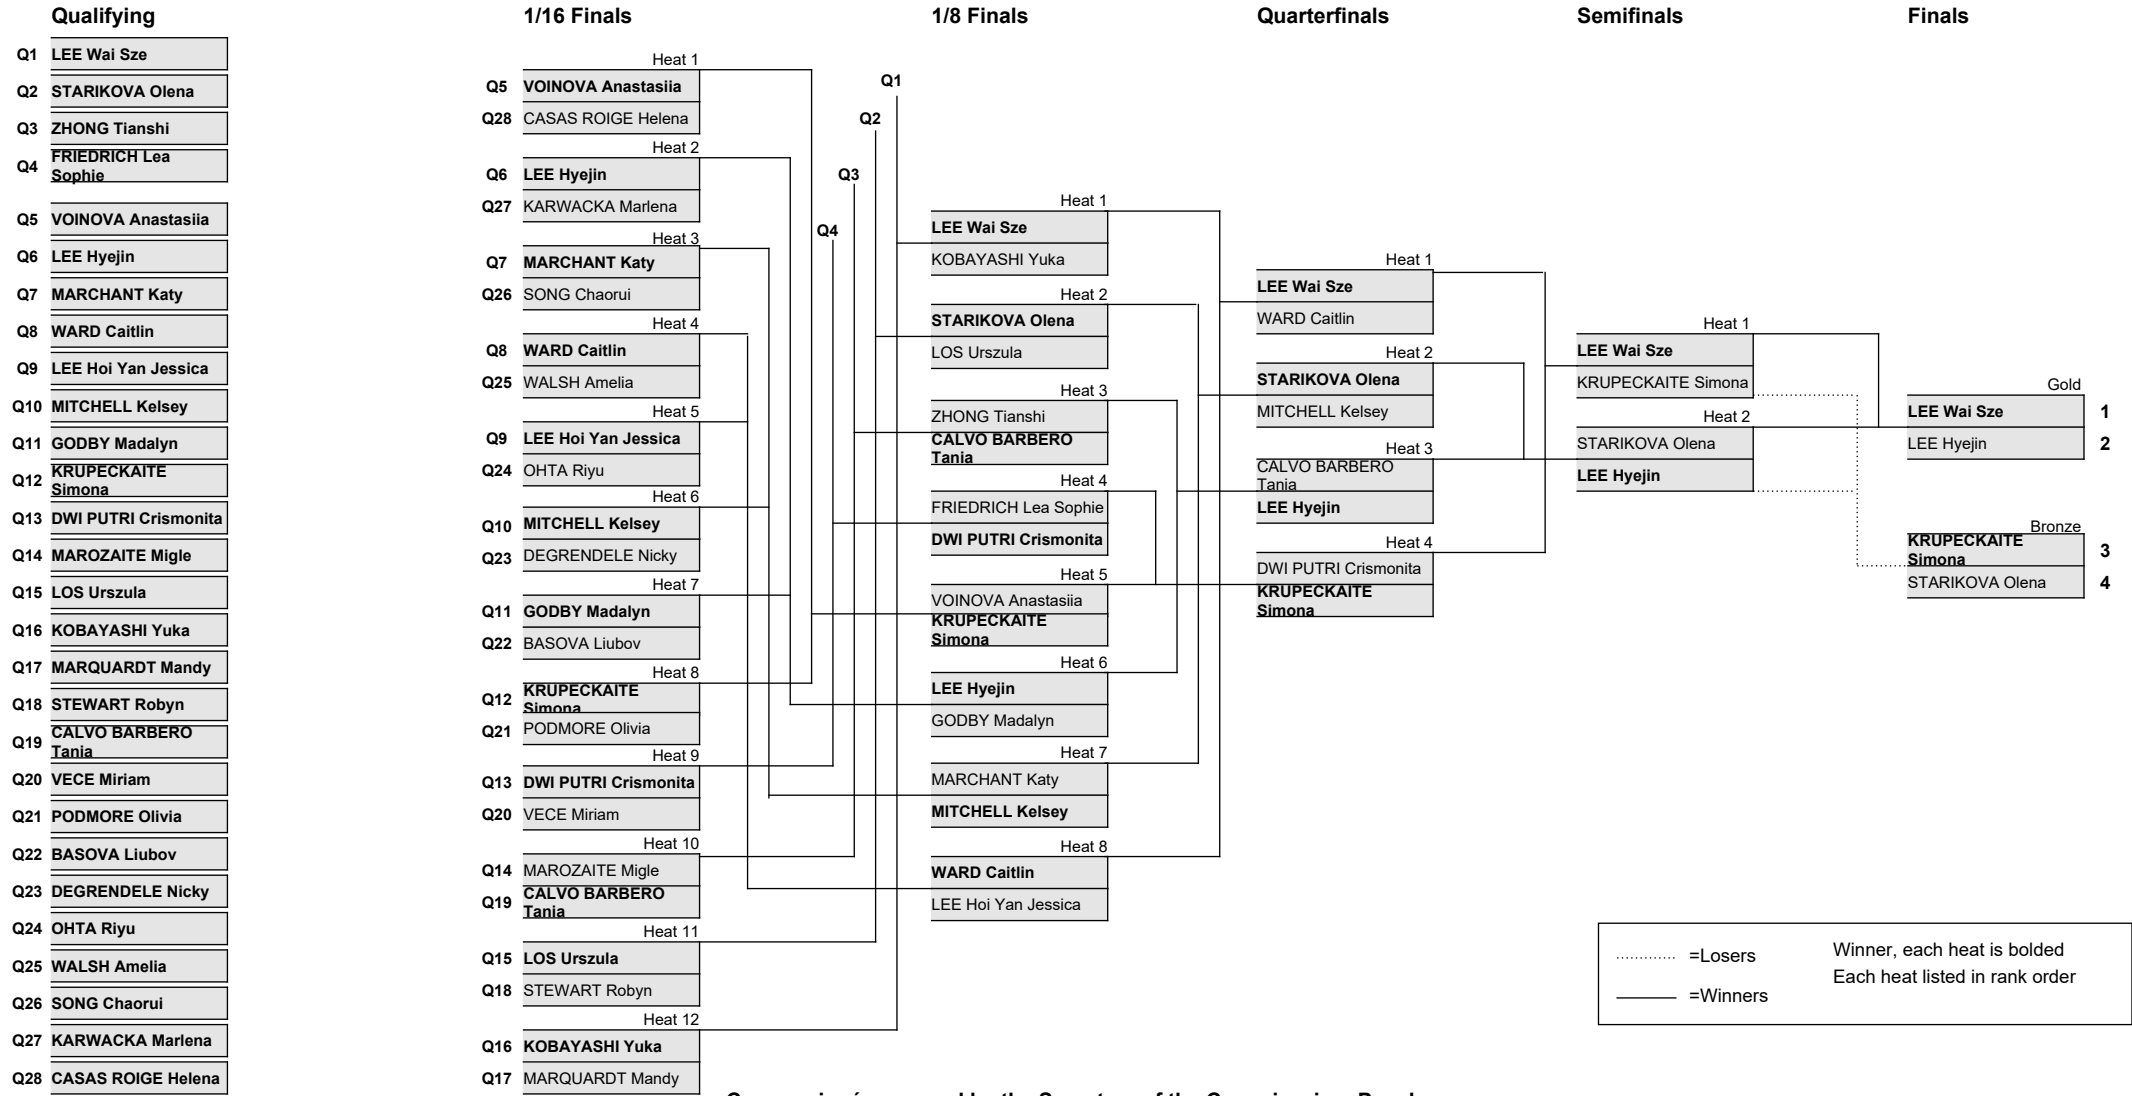 Qualifying
Q1 LEE Wai Sze
Q2 STARIKOVA Olena
Q3 ZHONG Tianshi
Q4 FRIEDRICH Lea
Sophie
Q5 VOINOVA Anastasiia
Q6 LEE Hyejin
Q7 MARCHANT Katy
Q8 WARD Caitlin
Q9 LEE Hoi Yan Jessica
Q10 MITCHELL Kelsey
Q11 GODBY Madalyn
Q12 KRUPECKAITE
Simona
Q13 DWI PUTRI Crismonita
Q14 MAROZAITE Migle
Q15 LOS Urszula
Q16 KOBAYASHI Yuka
Q17 MARQUARDT Mandy
Q18 STEWART Robyn
Q19 CALVO BARBERO
Tania
Q20 VECE Miriam
Q21 PODMORE Olivia
Q22 BASOVA Liubov
Q23 DEGRENDELE Nicky
Q24 OHTA Riyu
Q25 WALSH Amelia
Q26 SONG Chaorui
Q27 KARWACKA Marlena
Q28 CASAS ROIGE Helena
1/16 Finals
Heat 1
Q5 VOINOVA Anastasiia
Q28 CASAS ROIGE Helena
Heat 2
Q6 LEE Hyejin
Q27 KARWACKA Marlena
Heat 3
Q7 MARCHANT Katy
Q26 SONG Chaorui
Heat 4
Q8 WARD Caitlin
Q25 WALSH Amelia
Heat 5
Q9 LEE Hoi Yan Jessica
Q24 OHTA Riyu
Heat 6
Q10 MITCHELL Kelsey
Q23 DEGRENDELE Nicky
Heat 7
Q11 GODBY Madalyn
Q22 BASOVA Liubov
Heat 8
Q12 KRUPECKAITE
Simona
Q21 PODMORE Olivia
Heat 9
Q13 DWI PUTRI Crismonita
Q20 VECE Miriam
Heat 10
Q14 MAROZAITE Migle
Q19 CALVO BARBERO
Tania
Heat 11
Q15 LOS Urszula
Q18 STEWART Robyn
Heat 12
Q16 KOBAYASHI Yuka
Q17 MARQUARDT Mandy
1/8 Finals
Q1
Q2
Q3
Q4
Heat 1
LEE Wai Sze
KOBAYASHI Yuka
Heat 2
STARIKOVA Olena
LOS Urszula
Heat 3
ZHONG Tianshi
CALVO BARBERO
Tania
Heat 4
FRIEDRICH Lea Sophie
DWI PUTRI Crismonita
Heat 5
VOINOVA Anastasiia
KRUPECKAITE
Simona
Heat 6
LEE Hyejin
GODBY Madalyn
Heat 7
MARCHANT Katy
MITCHELL Kelsey
Heat 8
WARD Caitlin
LEE Hoi Yan Jessica
Quarterfinals
Heat 1
LEE Wai Sze
WARD Caitlin
Heat 2
STARIKOVA Olena
MITCHELL Kelsey
Heat 3
CALVO BARBERO
Tania
LEE Hyejin
Heat 4
DWI PUTRI Crismonita
KRUPECKAITE
Simona
Semifinals
Heat 1
LEE Wai Sze
KRUPECKAITE Simona
Heat 2
STARIKOVA Olena
LEE Hyejin
Finals
Gold
LEE Wai Sze 1
LEE Hyejin 2
Bronze
KRUPECKAITE
Simona 3
STARIKOVA Olena 4
=Losers
=Winners
Winner, each heat is bolded
Each heat listed in rank order